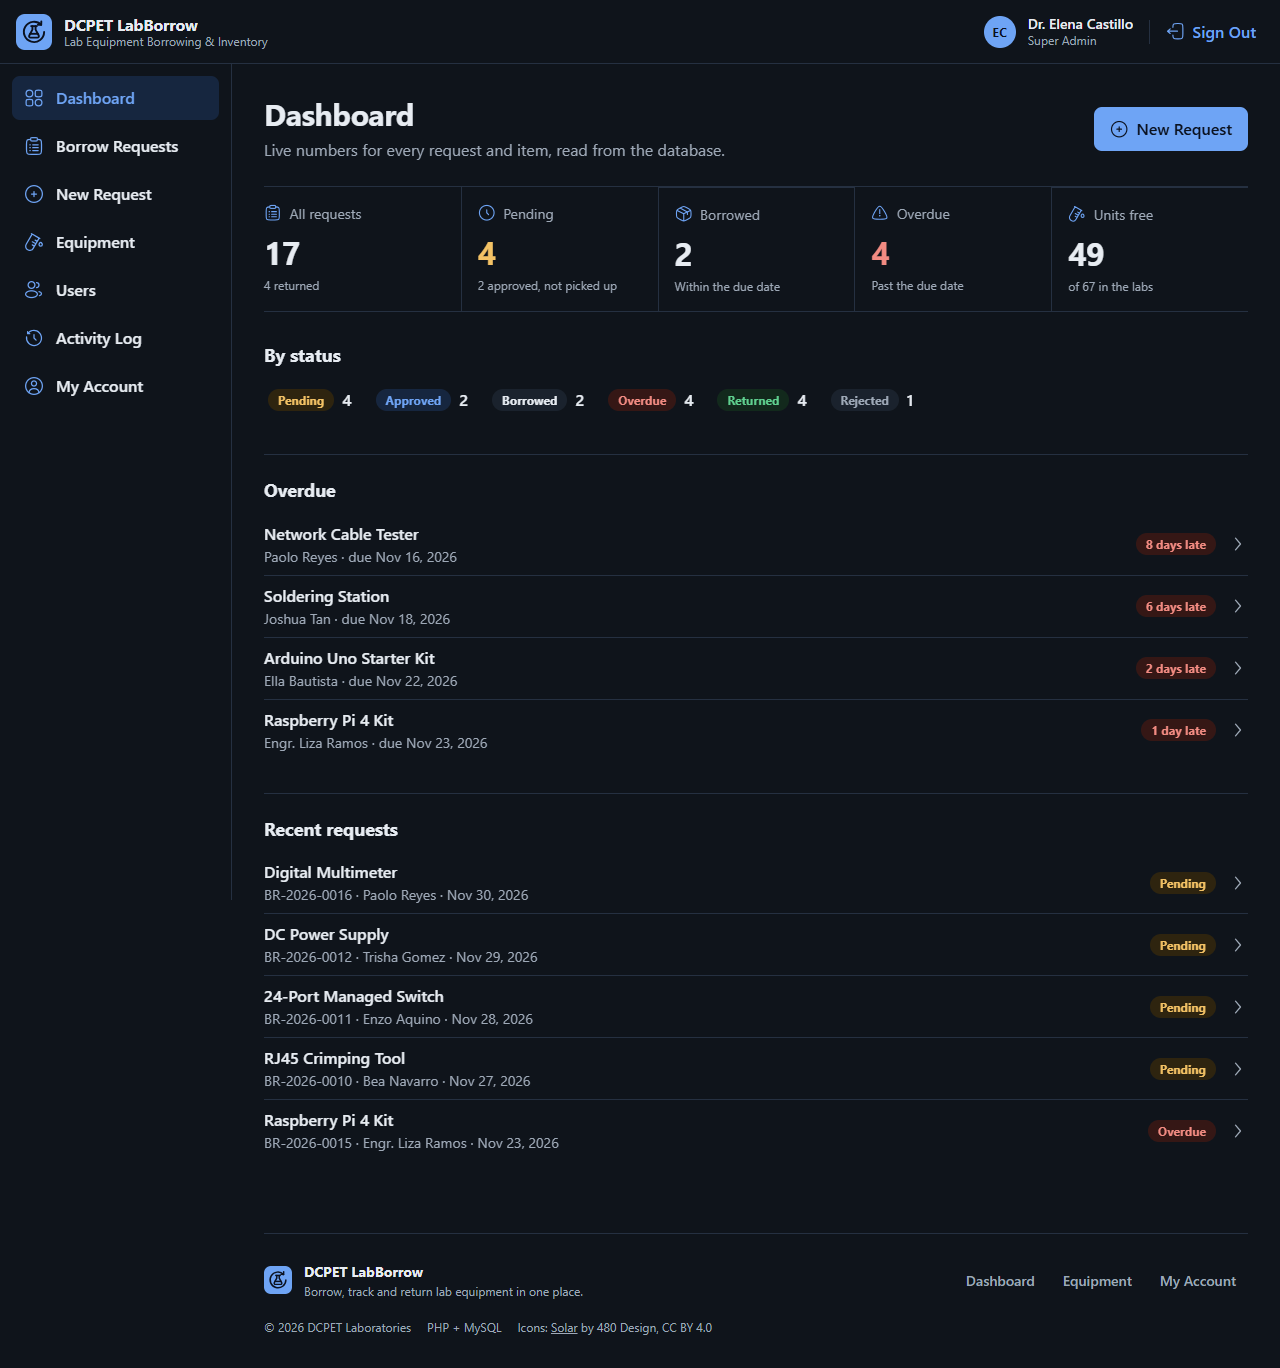 DCPET LabBorrow
Lab Equipment Borrowing & Inventory
EC
Dr. Elena Castillo
Super Admin
Sign Out
Dashboard
Borrow Requests
New Request
Equipment
Users
Activity Log
My Account
Dashboard
Live numbers for every request and item, read from the database.
New Request
All requests
17
4 returned
Pending
4
2 approved, not picked up
Borrowed
2
Within the due date
Overdue
4
Past the due date
Units free
49
of 67 in the labs
By status
Pending 4 Approved 2 Borrowed 2 Overdue 4 Returned 4 Rejected 1
Overdue
Network Cable Tester
Paolo Reyes · due Nov 16, 2026
8 days late
Soldering Station
Joshua Tan · due Nov 18, 2026
6 days late
Arduino Uno Starter Kit
Ella Bautista · due Nov 22, 2026
2 days late
Raspberry Pi 4 Kit
Engr. Liza Ramos · due Nov 23, 2026
1 day late
Recent requests
Digital Multimeter
BR-2026-0016 · Paolo Reyes · Nov 30, 2026
Pending
DC Power Supply
BR-2026-0012 · Trisha Gomez · Nov 29, 2026
Pending
24-Port Managed Switch
BR-2026-0011 · Enzo Aquino · Nov 28, 2026
Pending
RJ45 Crimping Tool
BR-2026-0010 · Bea Navarro · Nov 27, 2026
Pending
Raspberry Pi 4 Kit
BR-2026-0015 · Engr. Liza Ramos · Nov 23, 2026
Overdue
DCPET LabBorrow
Borrow, track and return lab equipment in one place.
Dashboard Equipment My Account
© 2026 DCPET Laboratories PHP + MySQL Icons: Solar by 480 Design, CC BY 4.0